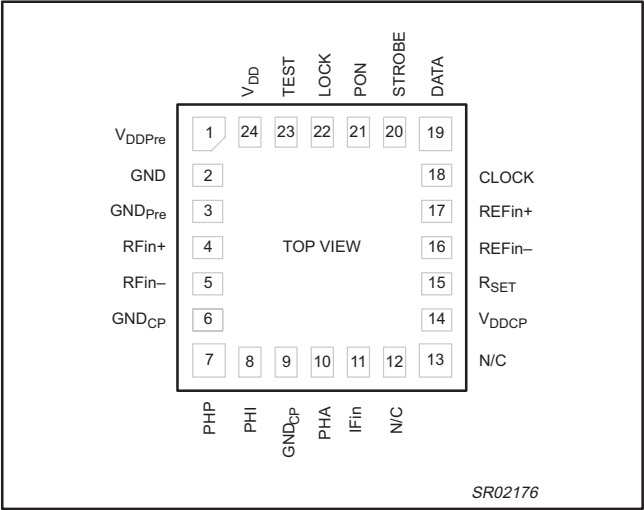 VDD
TEST
LOCK
PON
STROBE
DATA
VDDPre
1
24
23
22
21
20
19
GND
2
18
CLOCK
GNDPre
3
17
REFin+
RFin+
4
TOP VIEW
16
REFin–
RFin–
5
15
RSET
GNDCP
6
14
VDDCP
7
8
9
10
11
12
13
N/C
PHP
PHI
GNDCP
PHA
IFin
N/C
SR02176